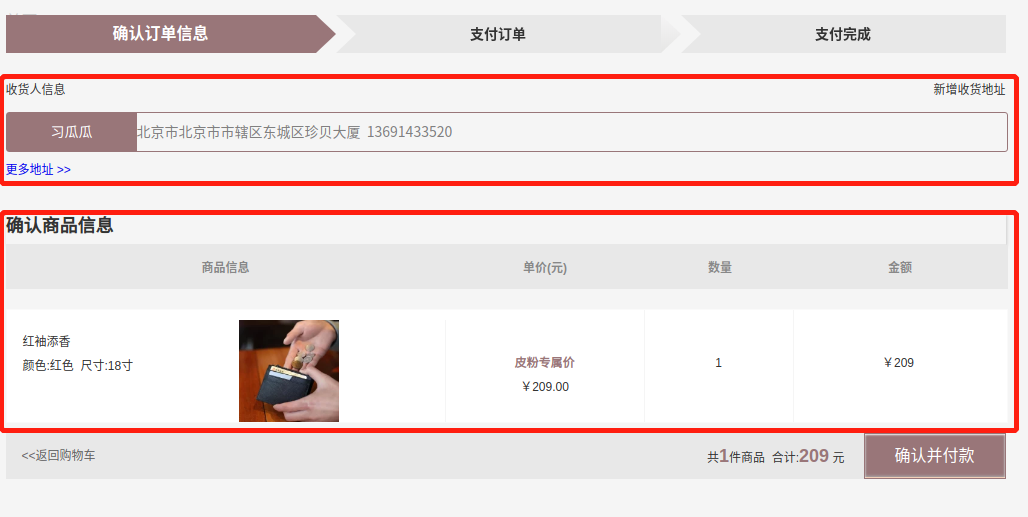 确认订单信息 支付订单 支付完成
收货人信息 新增收货地址
习瓜瓜 北京市北京市市辖区东城区珍贝大厦 13691433520
更多地址 >>
确认商品信息
商品信息 单价(元) 数量 金额
红袖添香
颜色:红色 尺寸:18寸
皮粉专属价
￥209.00
1
￥209
<<返回购物车 共1件商品 合计:209 元 确认并付款